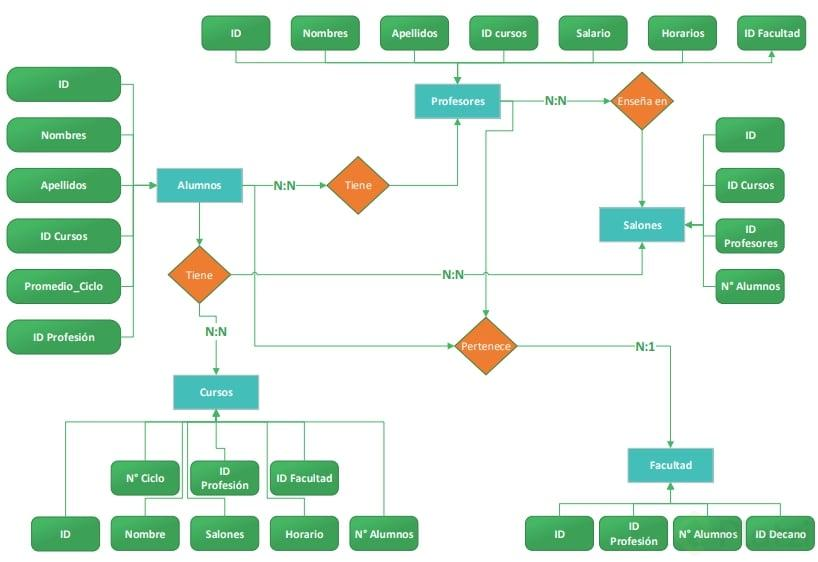 ID
Nombres
Apellidos
ID cursos
Salario
Horarios
ID Facultad
ID
Nombres
Apellidos
ID Cursos
Promedio_Ciclo
ID Profesión
Profesores
N:N
Enseña en
Alumnos
N:N
Tiene
ID
ID Cursos
ID
Profesores
N° Alumnos
Salones
Tiene
N:N
N:N
Pertenece
N:1
Cursos
Facultad
N° Ciclo
ID
Profesión
ID Facultad
ID
Nombre
Salones
Horario
N° Alumnos
ID
ID
Profesión
N° Alumnos
ID Decano